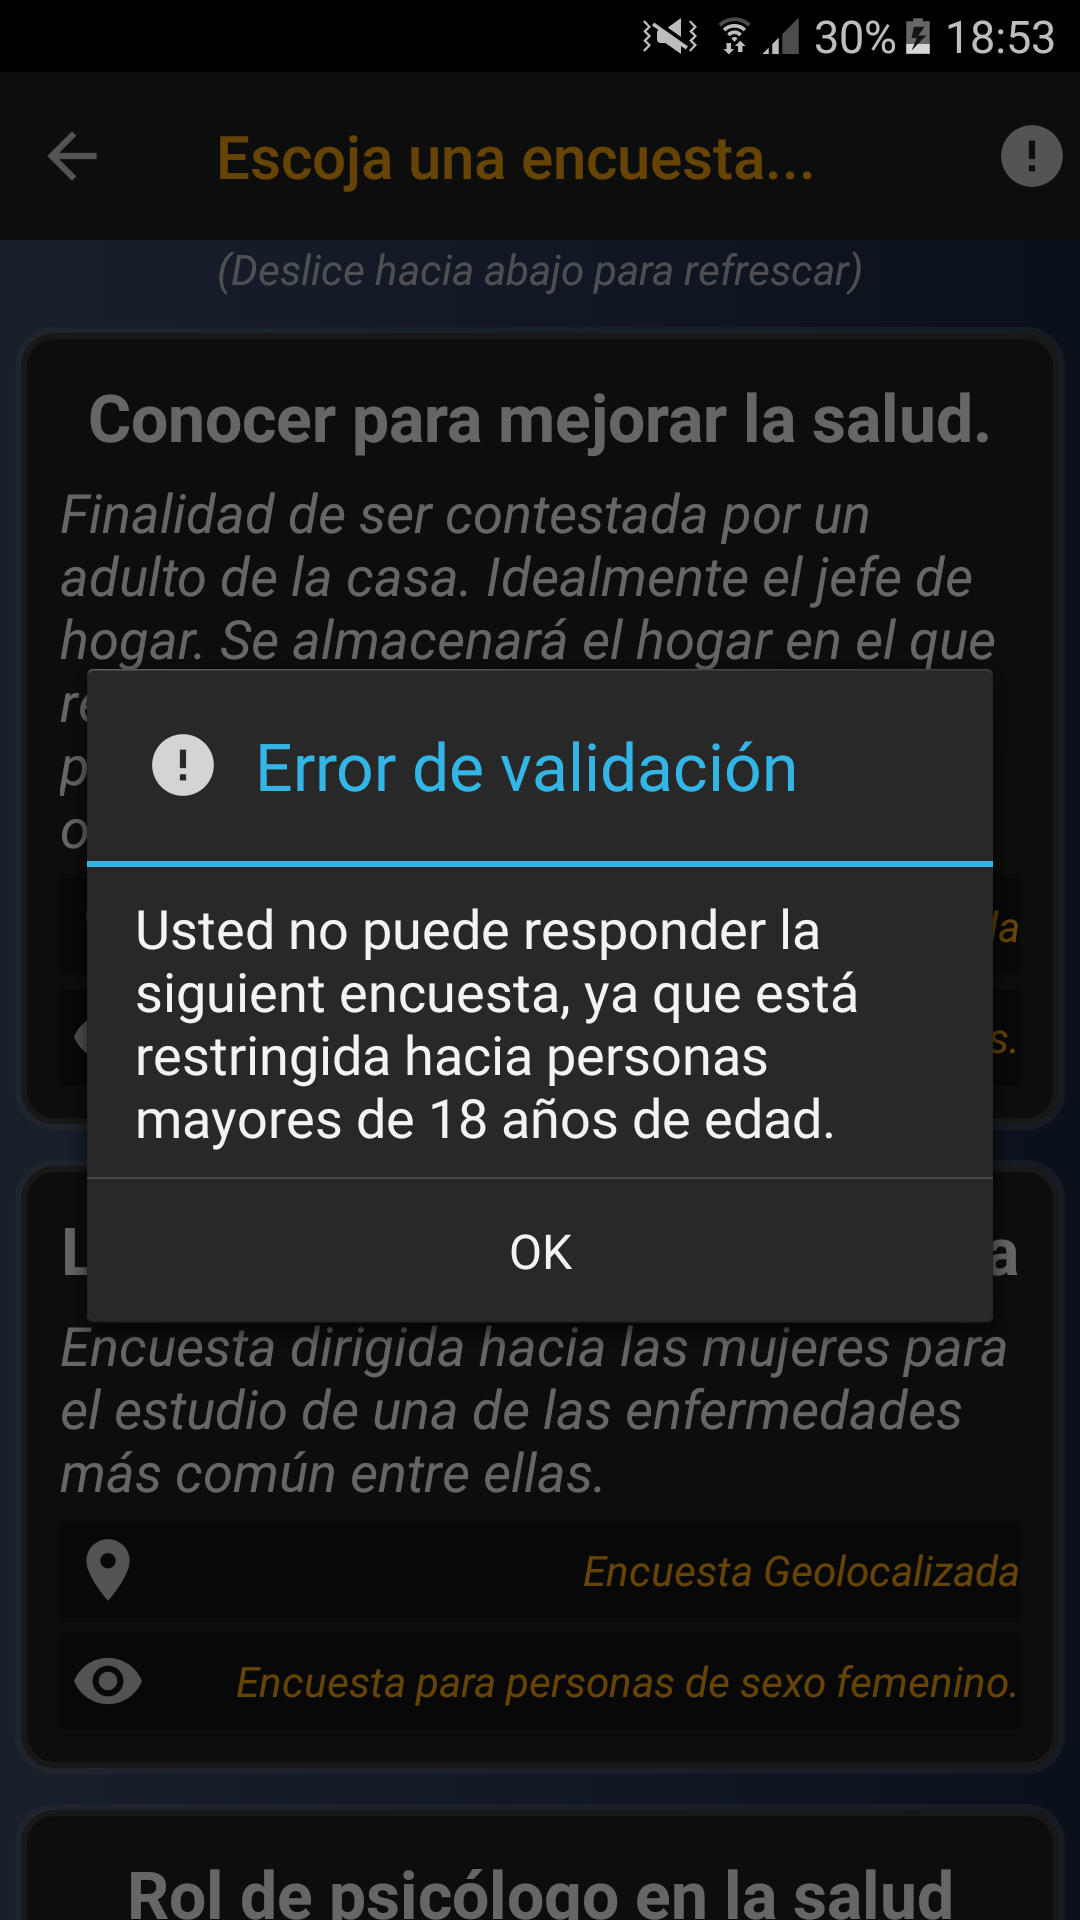 30% 18:53
Escoja una encuesta...
(Deslice hacia abajo para refrescar)
Conocer para mejorar la salud.
Finalidad de ser contestada por un
adulto de la casa. Idealmente el jefe de
hogar. Se almacenará el hogar en el que
Error de validación
Usted no puede responder la
siguient encuesta, ya que está
restringida hacia personas
mayores de 18 años de edad.
OK
Encuesta dirigida hacia las mujeres para
el estudio de una de las enfermedades
más común entre ellas.
Encuesta Geolocalizada
Encuesta para personas de sexo femenino.
Rol de psicólogo en la salud